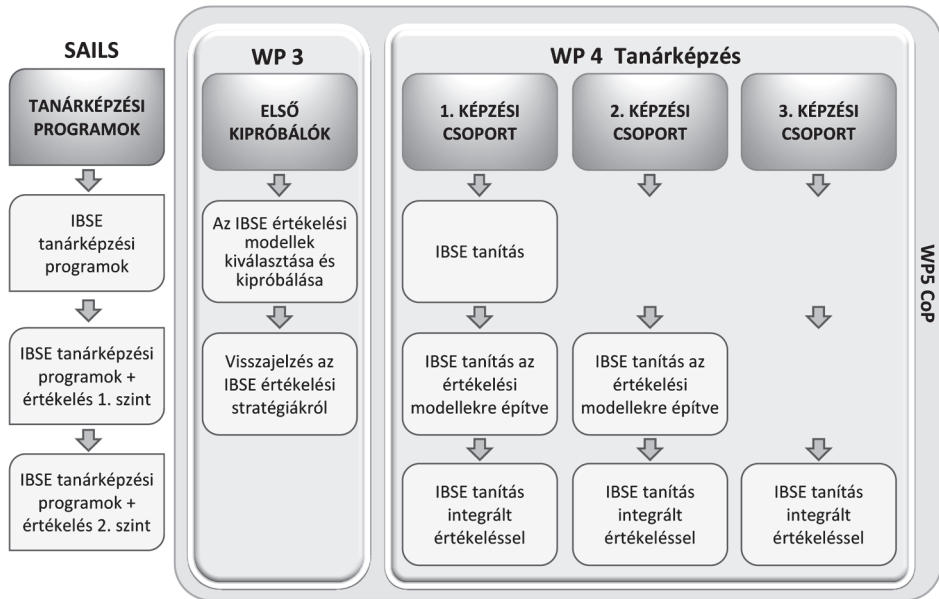 SAILS
TANÁRKÉPZÉSI
PROGRAMOK
IBSE
tanárképzési
programok
IBSE tanárképzési
programok +
értékelés 1. szint
IBSE tanárképzési
programok +
értékelés 2. szint
WP 3
ELSŐ
KIPRÓBÁLÓK
Az IBSE értékelési
modellek
kiválasztása és
kipróbálása
Visszajelzés az
IBSE értékelési
stratégiákról
WP 4 Tanárképzés
1. KÉPZÉSI
CSOPORT
IBSE tanítás
IBSE tanítás az
értékelési
modellekre építve
IBSE tanítás
integrált
értékeléssel
2. KÉPZÉSI
CSOPORT
IBSE tanítás az
értékelési
modellekre építve
IBSE tanítás
integrált
értékeléssel
3. KÉPZÉSI
CSOPORT
IBSE tanítás
integrált
értékeléssel
WP5 CoP